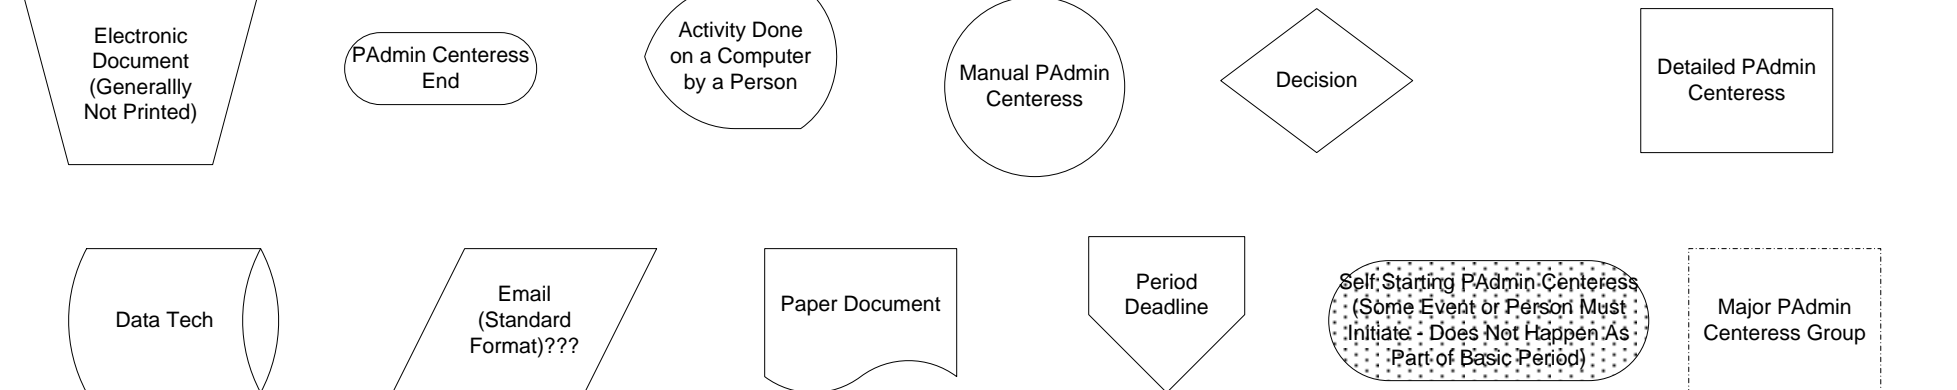 Electronic
Document
(Generallly
Not Printed)
PAdmin Centeress
End
Activity Done
on a Computer
by a Person
Manual PAdmin
Centeress
Decision
Detailed PAdmin
Centeress
Data Tech
Email
(Standard
Format)???
Paper Document
Period
Deadline
Self Starting PAdmin Centeress
(Some Event or Person Must
Initiate - Does Not Happen As
Part of Basic Period)
Major PAdmin
Centeress Group